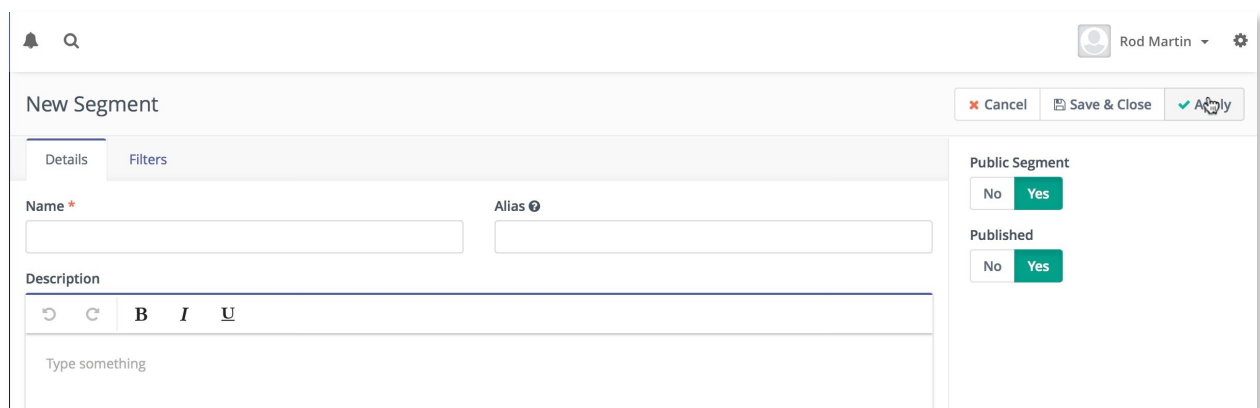 Rod Martin
New Segment
Cancel Save & Close Apply
Details Filters
Public Segment
No Yes
Name * Alias
Published
No Yes
Description
B I U
Type something